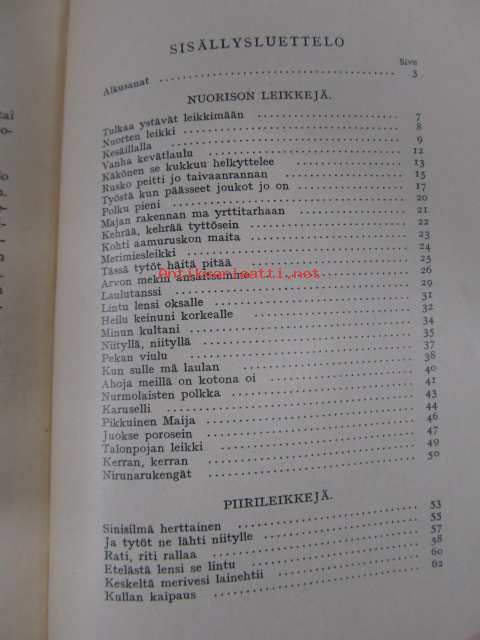 tai
SISÄLLYSLUETTELO
Sivu
Alkusanat 3
NUORISON LEIKKEJÄ.
Tulkaa ystävät leikkimään 7
Nuorten leikki 8
Kesäillalla 9
Vanha kevätlaulu 12
Käkönen se kukkuu helkyttelee 13
Rusko peitti jo taivaanrannan 15
Työstä kun päässeet joukot jo on 17
Polku pieni 20
Majan rakennan ma yrttitarhaan 21
Kehrää, kehrää tyttösein 22
Kohti aamuruskon maita 23
Merimiesleikki 24
Tässä tytöt häitä pitää 25
Arvon mekin ansaitsemme 26
Antikvariaatti.net
Laulutanssi 29
Lintu lensi oksalle 31
Heilu keinuni korkealle 32
Minun kultani 34
Niityllä, niityllä 35
Pekan viulu 37
Kun sulle mä laulan 38
Ahoja meillä on kotona oi 40
Nurmolaisten polkka 41
Karuselli 43
Pikkuinen Maija 44
Juokse porosein 46
Talonpojan leikki 47
Kerran, kerran 49
Nirunarukengät 50
PIIRILEIKKEJÄ.
Sinisilmä herttainen 53
Ja tytöt ne lähti niitylle 55
Rati, riti rallaa 57
Etelästä lensi se lintu 58
Keskeltä merivesi lainehtii 60
Kullan kaipaus 62